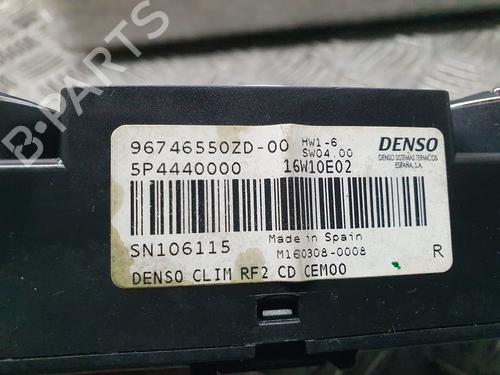 96746550ZD-00 HW1-6 DENSO
SW04.00 DENSO SISTEMAS TERMICOS
5P4440000 16W10E02 ESPAÑA, S.A.
SN106115 Made in Spain
M160308-0008 R
DENSO CLIM RF2 CD CEM00
B-Parts